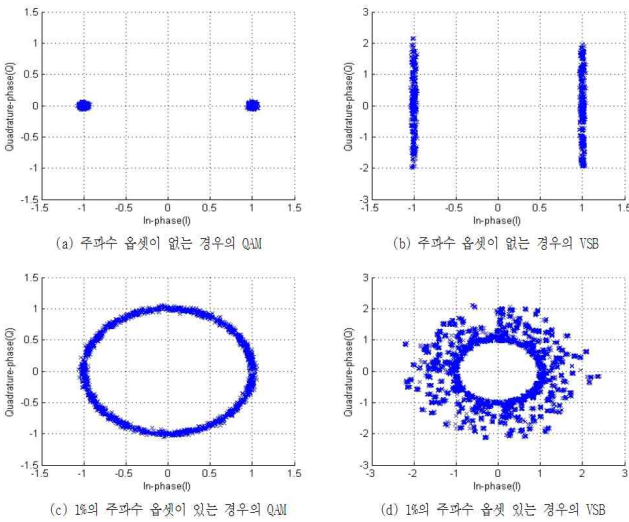 1.5
1
0.5
0
-0.5
-1
-1.5
-1.5 -1 -0.5 0 0.5 1 1.5
Quadrature-phase(Q)
In-phase(I)
(a) 주파수 옵셋이 없는 경우의 QAM
3
2
1
0
-1
-2
-3
-1.5 -1 -0.5 0 0.5 1 1.5
Quadrature-phase(Q)
In-phase(I)
(b) 주파수 옵셋이 없는 경우의 VSB
1.5
1
0.5
0
-0.5
-1
-1.5
-1.5 -1 -0.5 0 0.5 1 1.5
Quadrature-phase(Q)
In-phase(I)
(c) 1%의 주파수 옵셋이 있는 경우의 QAM
3
2
1
0
-1
-2
-3
-3 -2 -1 0 1 2 3
Quadrature-phase(Q)
In-phase(I)
(d) 1%의 주파수 옵셋 있는 경우의 VSB